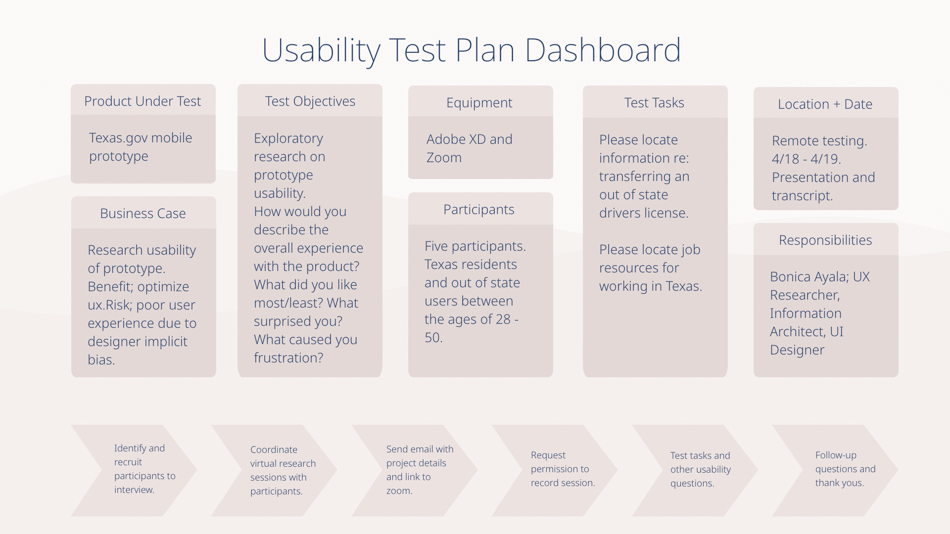 Usability Test Plan Dashboard
Product Under Test
Texas.gov mobile
prototype
Business Case
Research usability
of prototype.
Benefit; optimize
ux.Risk; poor user
experience due to
designer implicit
bias.
Test Objectives
Exploratory
research on
prototype
usability.
How would you
describe the
overall experience
with the product?
What did you like
most/least? What
surprised you?
What caused you
frustration?
Equipment
Adobe XD and
Zoom
Participants
Five participants.
Texas residents
and out of state
users between
the ages of 28 -
50.
Test Tasks
Please locate
information re:
transferring an
out of state
drivers license.
Please locate job
resources for
working in Texas.
Location + Date
Remote testing.
4/18 - 4/19.
Presentation and
transcript.
Responsibilities
Bonica Ayala; UX
Researcher,
Information
Architect, UI
Designer
Identify and
recruit
participants to
interview.
Coordinate
virtual research
sessions with
participants.
Send email with
project details
and link to
zoom.
Request
permission to
record session.
Test tasks and
other usability
questions.
Follow-up
questions and
thank yous.